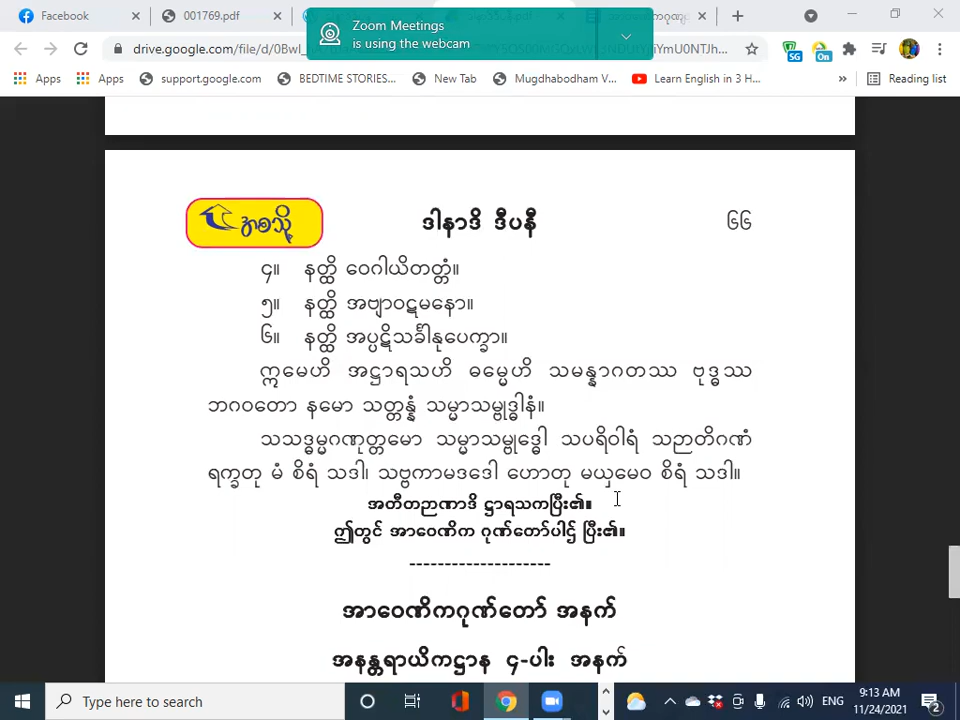 Facebook
001769.pdf
Zoom Meetings
is using the webcam
drive.google.com/file/d/0Bwl_
Apps
Apps
support.google.com
BEDTIME STORIES...
New Tab
Mugdhabodham V...
Learn English in 3 H...
»
Reading list
အစသို့
ဒါနာဒိ ဒီပနီ
၆၆
၄။ နတ္ထိ ဝေဂါယိတတ္တံ။
၅။ နတ္ထိ အဗျာဝဋမနော။
၆။ နတ္ထိ အပ္ပဋိသင်္ခါနုပေက္ခာ။
ဣမေဟိ အဋ္ဌာရသဟိ ဓမ္မေဟိ သမန္နာဂတဿ ဗုဒ္ဓဿ
ဘဂဝတော နမော သတ္တန္နံ သမ္မာသမ္ဗုဒ္ဓါနံ။
သသဒ္ဓမ္မဂဏုတ္တမော သမ္မာသမ္ဗုဒ္ဓေါ သပရိဝါရံ သဉာတိဂဏံ
ရက္ခတု မံ စိရံ သဒါ၊ သဗ္ဗကာမဒဒေါ ဟောတု မယှမေဝ စိရံ သဒါ။
အတီတဉာဏာဒိ ဋ္ဌာရသကပြီး၏။
ဤတွင် အာဝေဏိက ဂုဏ်တော်ပါဌ် ပြီး၏။
--------------------
အာဝေဏိကဂုဏ်တော် အနက်
အနန္တရာယိကဋ္ဌာန ၄-ပါး အနက်
Type here to search
ENG
9:13 AM
11/24/2021
2